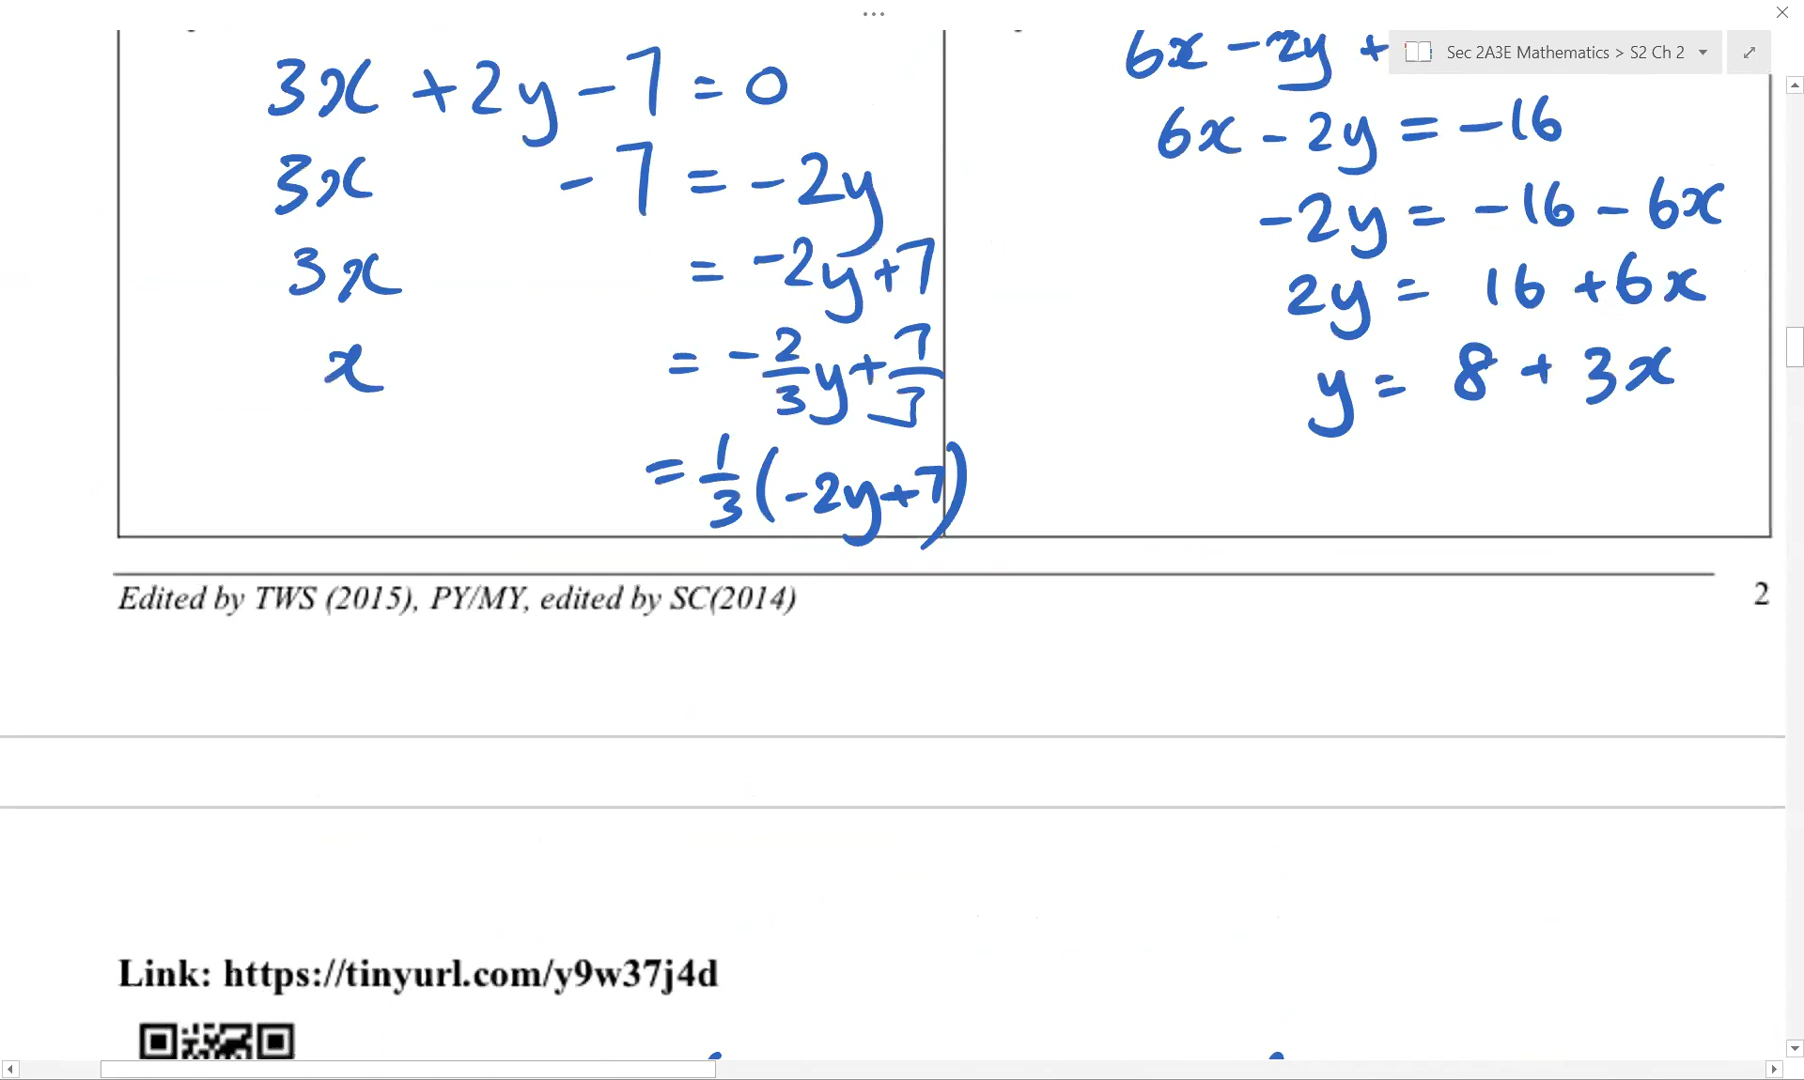 3x + 2y - 7 = 0
3x - 7 = -2y
3x = -2y + 7
x = -2/3 y + 7/3
= 1/3 (-2y + 7)
6x - 2y +
6x - 2y = -16
-2y = -16 - 6x
2y = 16 + 6x
y = 8 + 3x
Sec 2A3E Mathematics > S2 Ch 2
Edited by TWS (2015), PY/MY, edited by SC(2014)
2
Link: https://tinyurl.com/y9w37j4d